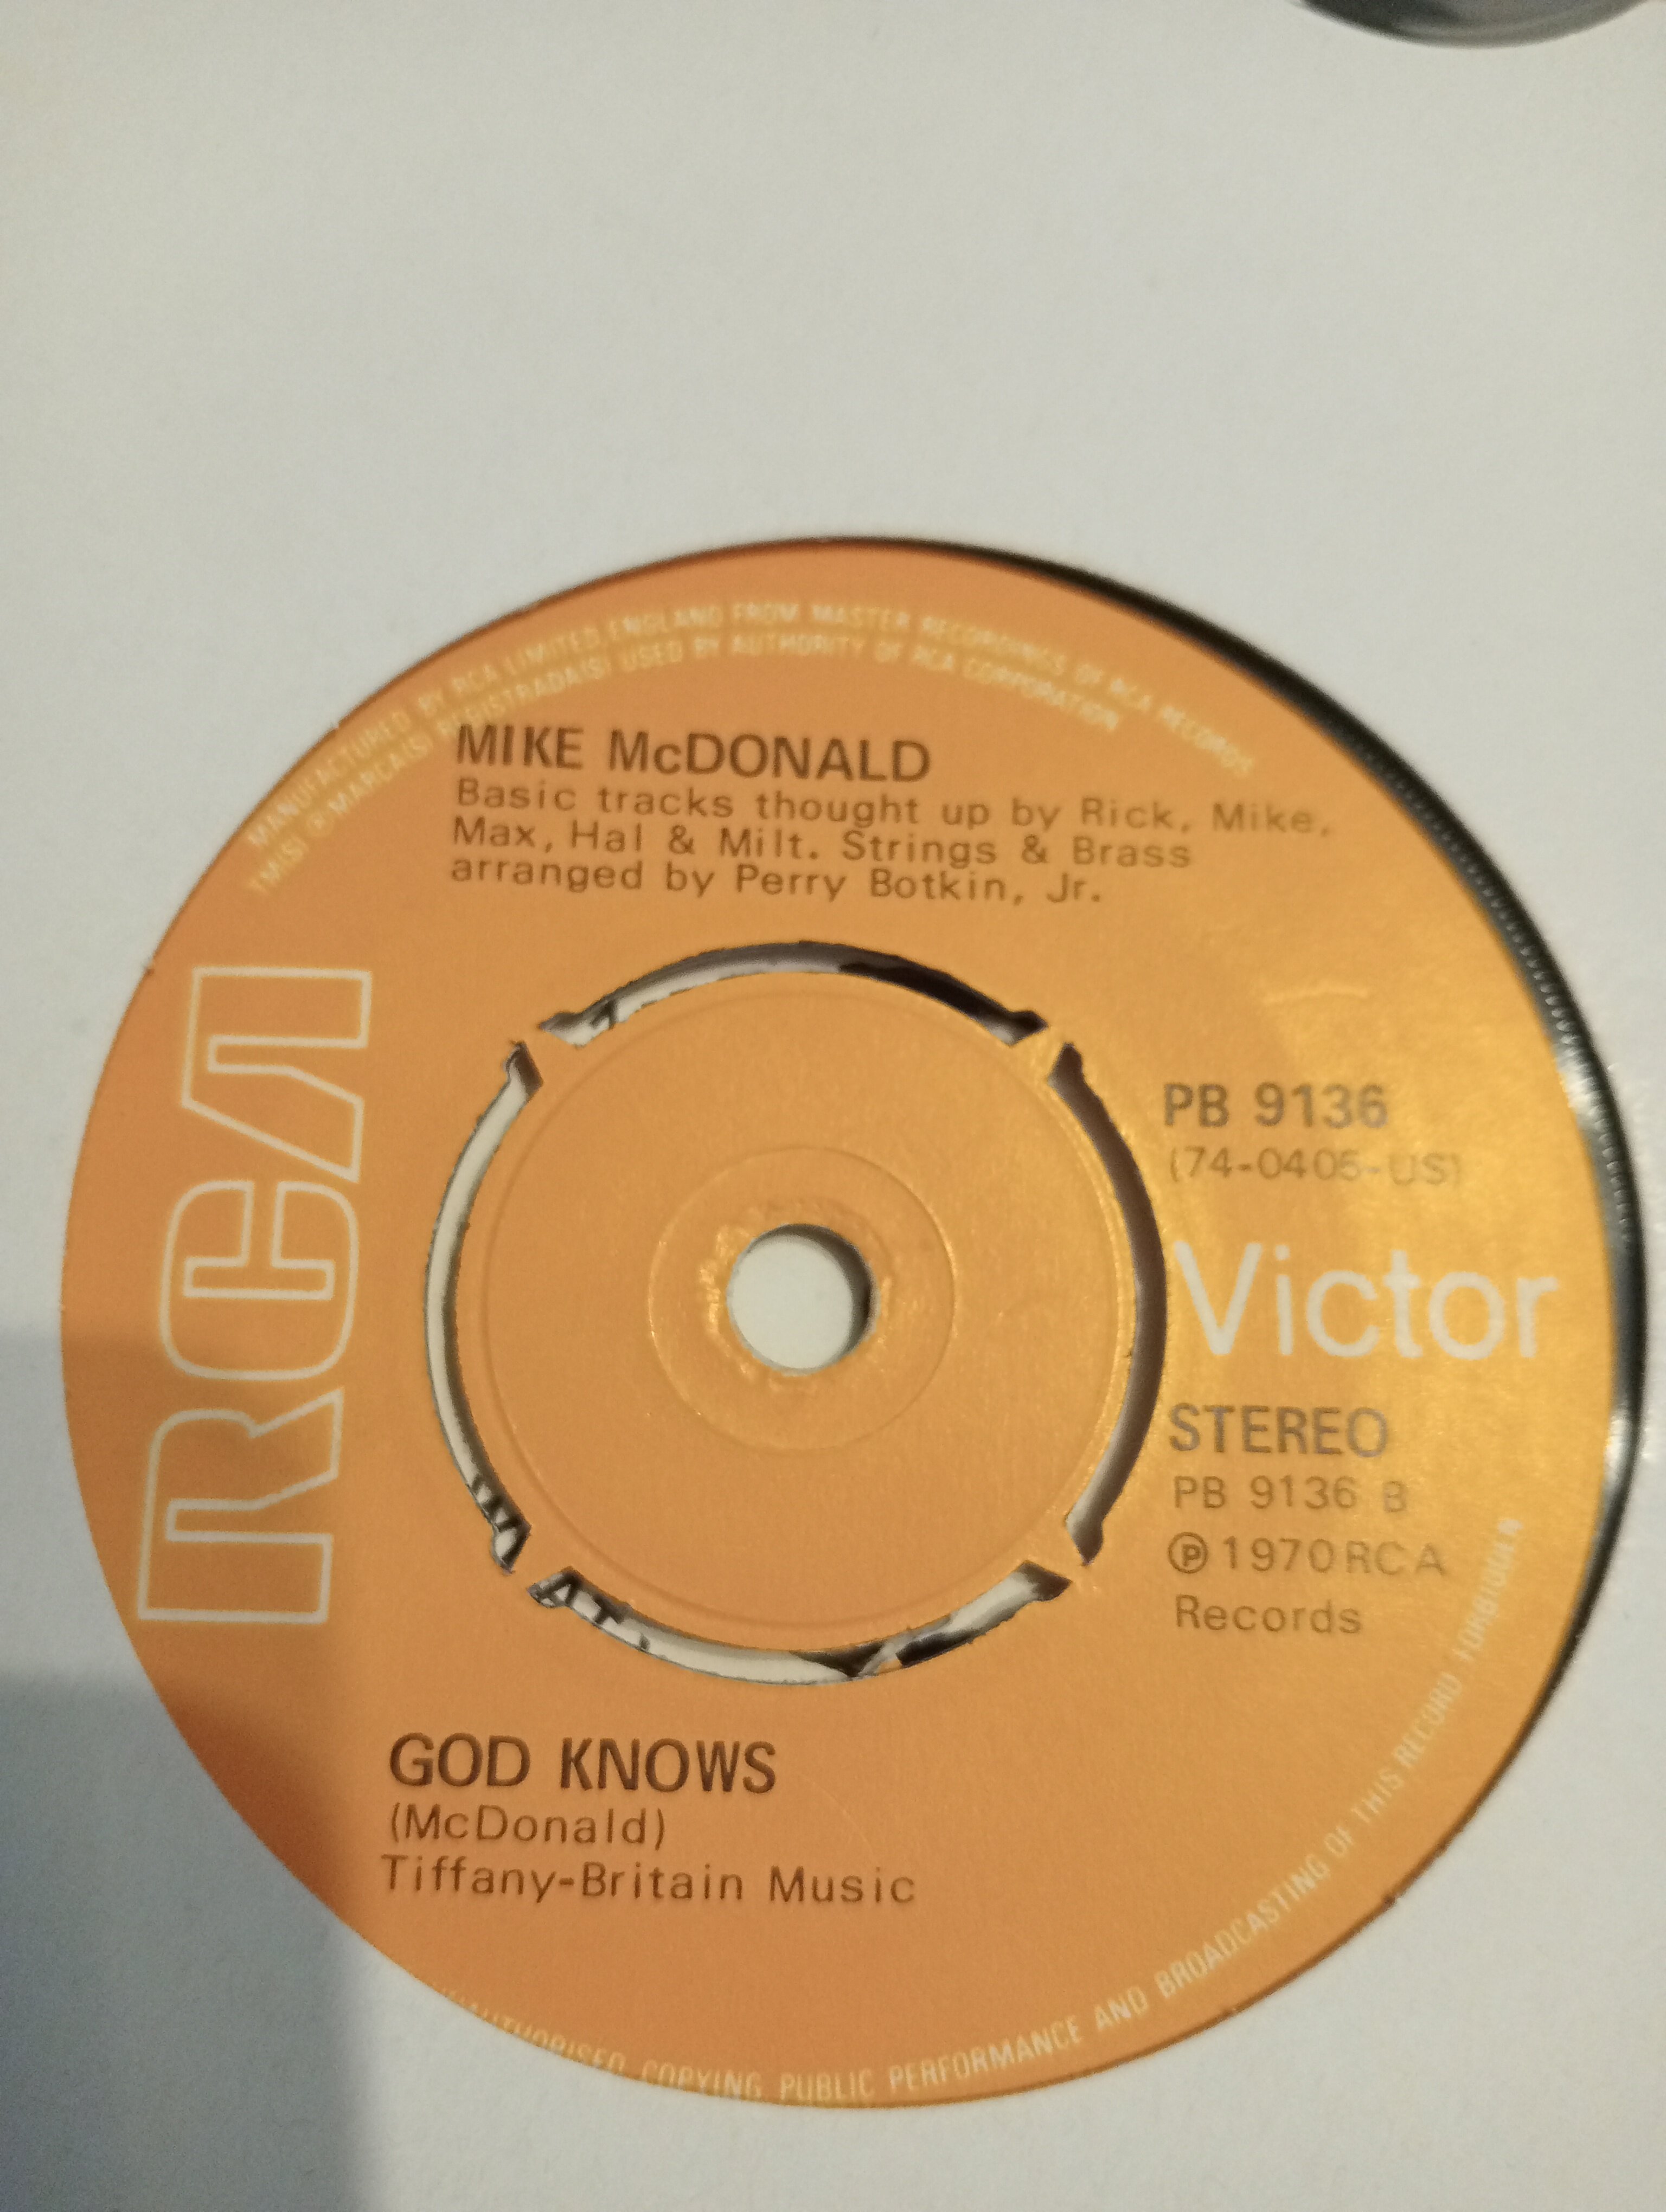 MANUFACTURED BY RCA LIMITED, ENGLAND FROM MASTER RECORDINGS OF RCA RECORDS
TM(S) ® MARCA(S) REGISTRADA(S) USED BY AUTHORITY OF RCA CORPORATION
MIKE McDONALD
Basic tracks thought up by Rick, Mike,
Max, Hal & Milt. Strings & Brass
arranged by Perry Botkin, Jr.
RCA
PB 9136
(74-0405-US)
Victor
STEREO
PB 9136 B
Ⓟ 1970 RCA
Records
GOD KNOWS
(McDonald)
Tiffany-Britain Music
COPYING PUBLIC PERFORMANCE AND BROADCASTING OF THIS RECORD FORBIDDEN